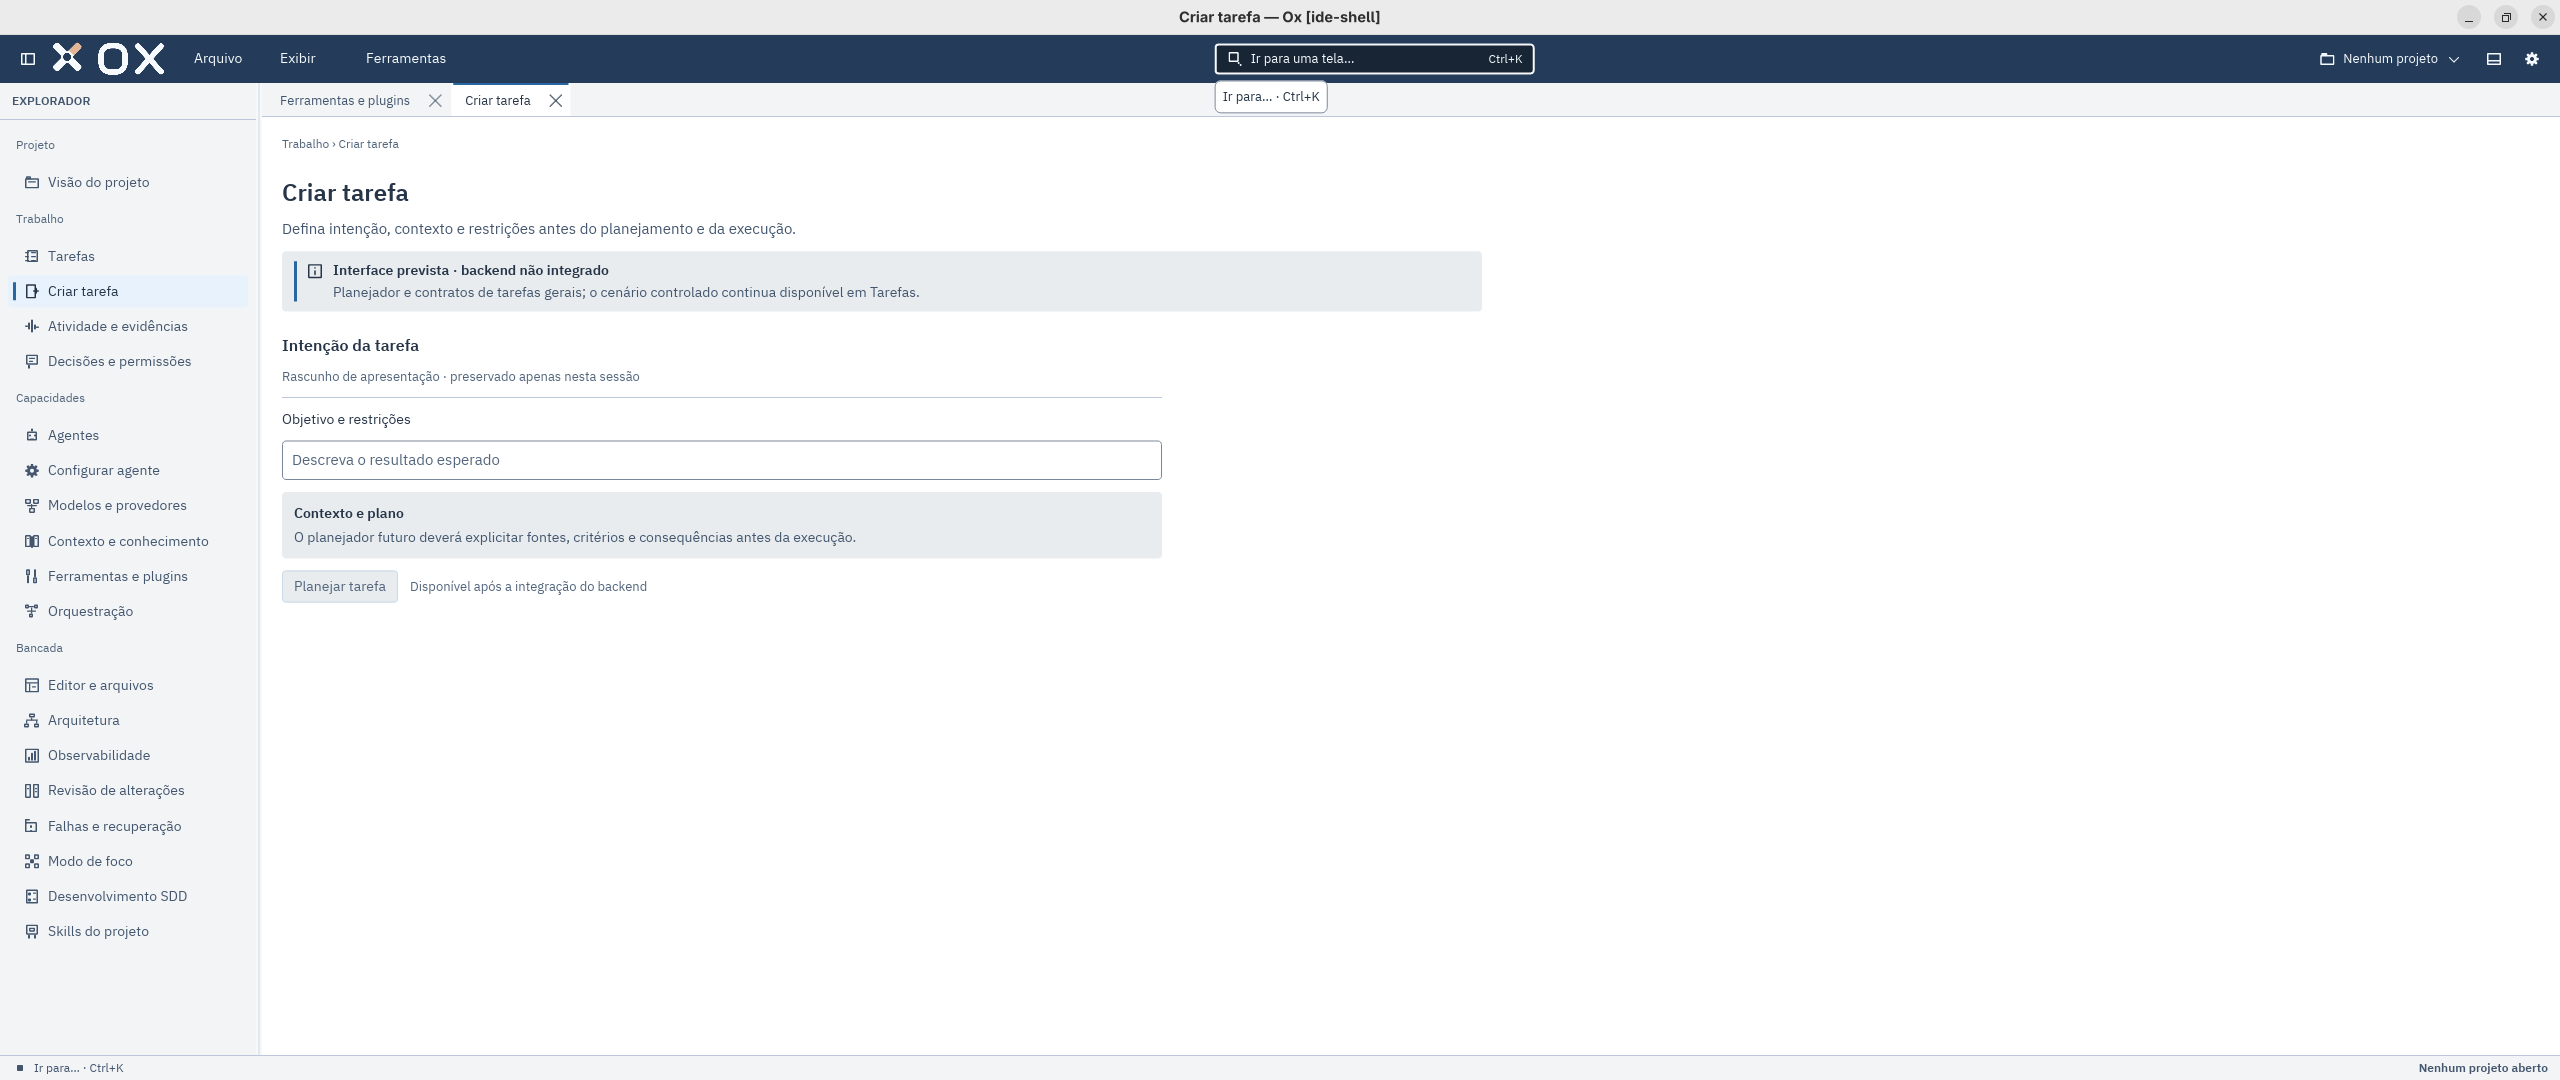 Criar tarefa — Ox [ide-shell]
OX Arquivo Exibir Ferramentas Ir para uma tela... Ctrl+K Nenhum projeto
EXPLORADOR
Ferramentas e plugins Criar tarefa
Ir para... · Ctrl+K
Projeto
Visão do projeto
Trabalho
Tarefas
Criar tarefa
Atividade e evidências
Decisões e permissões
Capacidades
Agentes
Configurar agente
Modelos e provedores
Contexto e conhecimento
Ferramentas e plugins
Orquestração
Bancada
Editor e arquivos
Arquitetura
Observabilidade
Revisão de alterações
Falhas e recuperação
Modo de foco
Desenvolvimento SDD
Skills do projeto
Trabalho › Criar tarefa
Criar tarefa
Defina intenção, contexto e restrições antes do planejamento e da execução.
Interface prevista · backend não integrado
Planejador e contratos de tarefas gerais; o cenário controlado continua disponível em Tarefas.
Intenção da tarefa
Rascunho de apresentação · preservado apenas nesta sessão
Objetivo e restrições
Descreva o resultado esperado
Contexto e plano
O planejador futuro deverá explicitar fontes, critérios e consequências antes da execução.
Planejar tarefa Disponível após a integração do backend
Ir para... · Ctrl+K
Nenhum projeto aberto